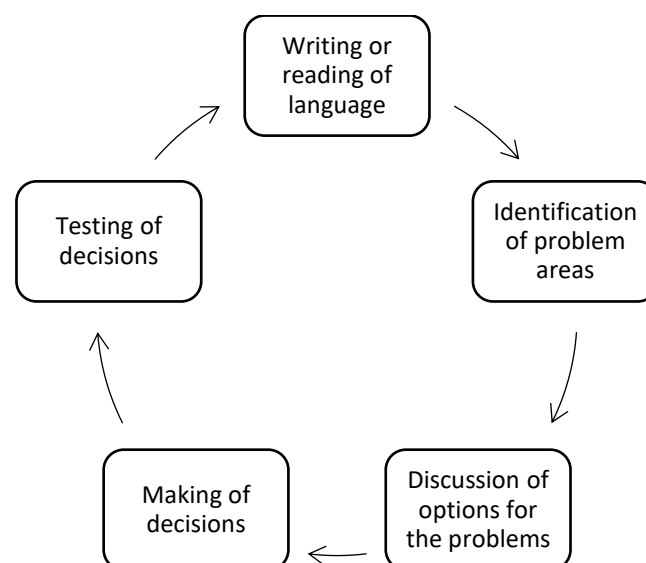 Writing or
reading of
language
Identification
of problem
areas
Discussion of
options for
the problems
Making of
decisions
Testing of
decisions